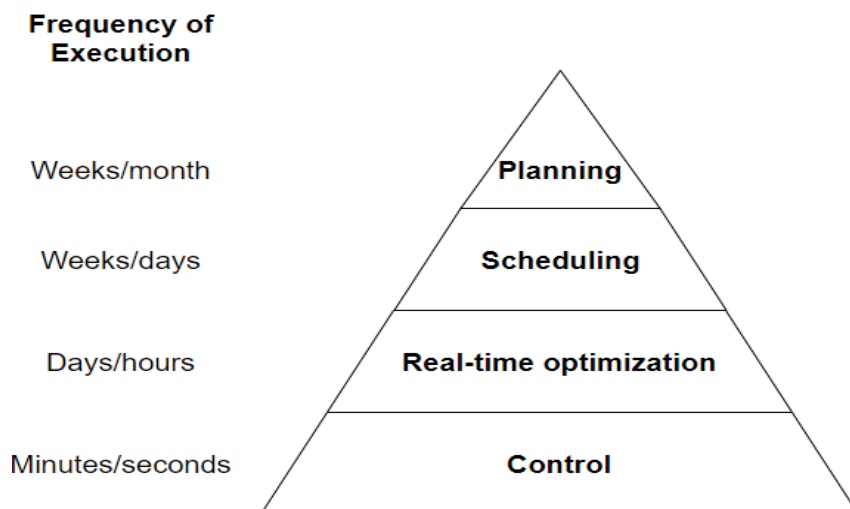 Frequency of
Execution
Weeks/month
Planning
Weeks/days
Scheduling
Days/hours
Real-time optimization
Minutes/seconds
Control